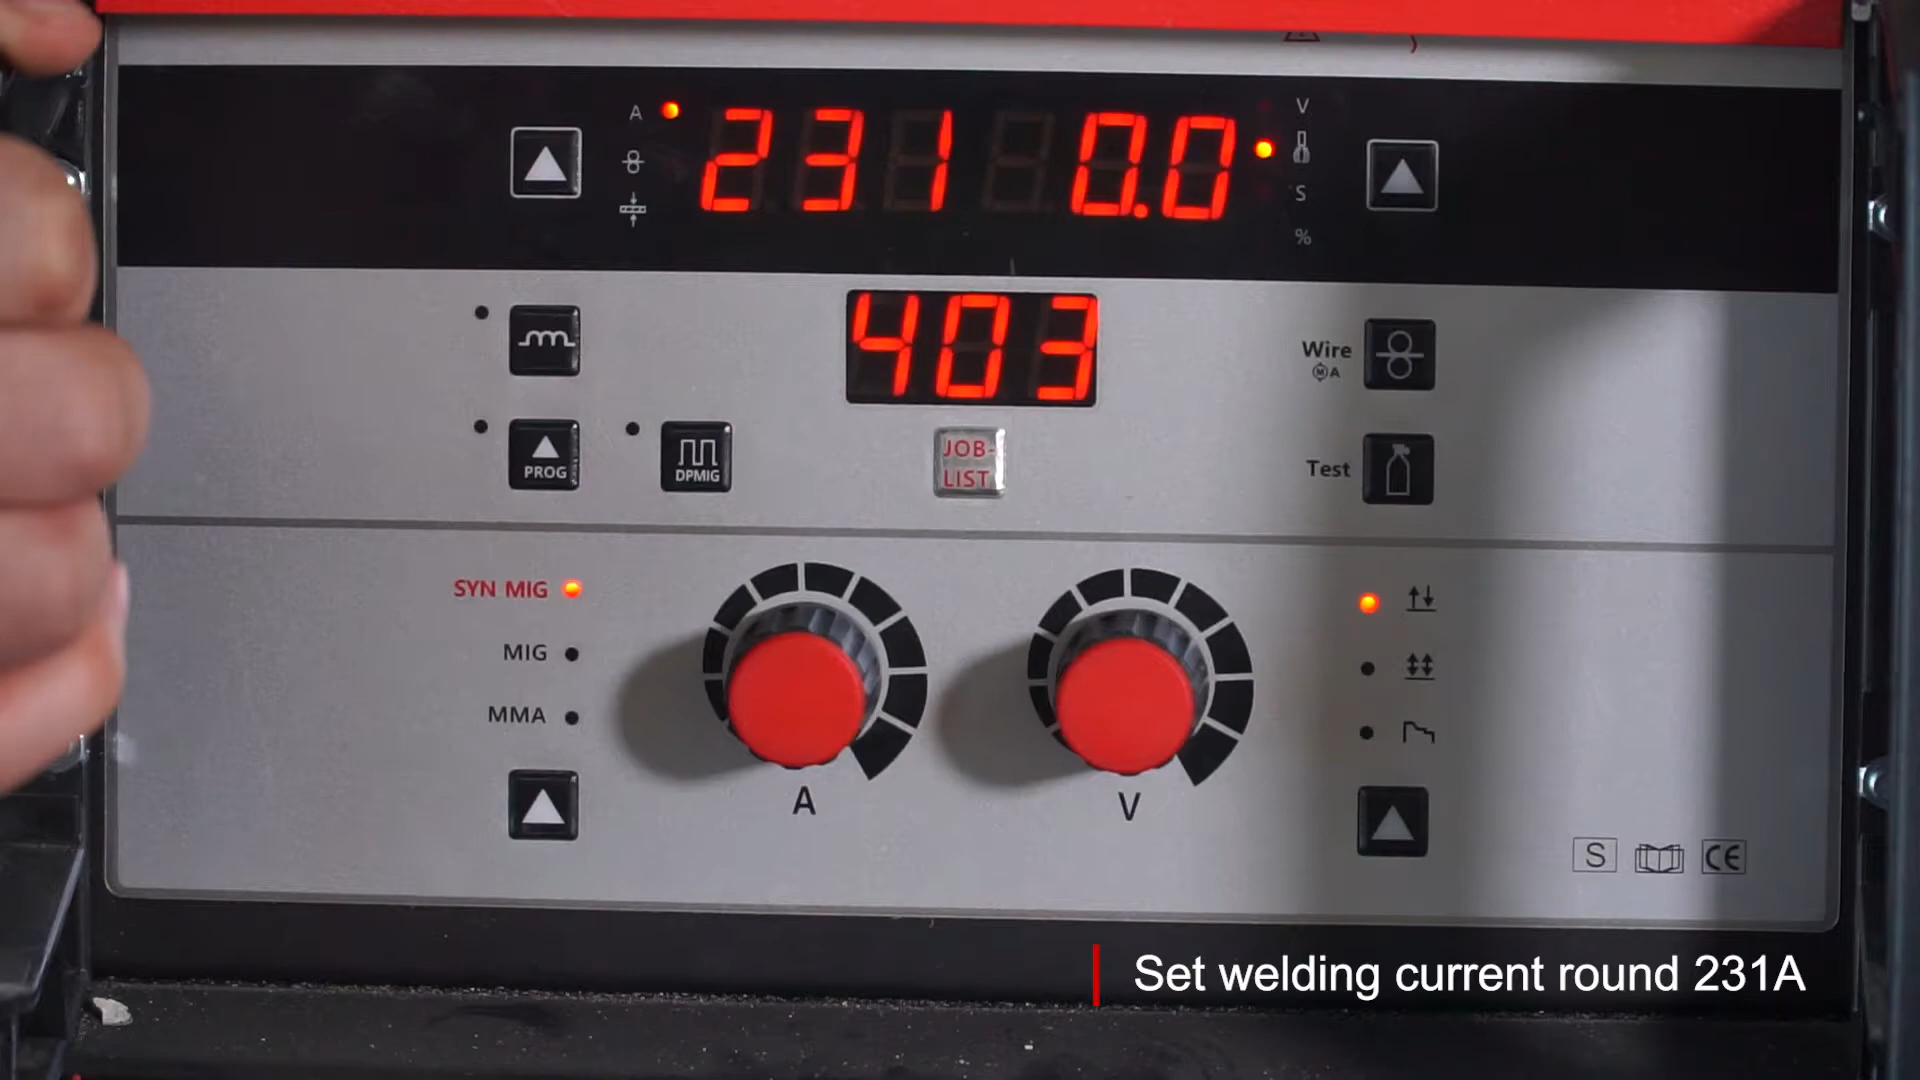 A
231 0.0
V
S
%
403
Wire
M A
PROG
DPMIG
JOB-
LIST
Test
SYN MIG
MIG
MMA
A
V
S
CE
Set welding current round 231A